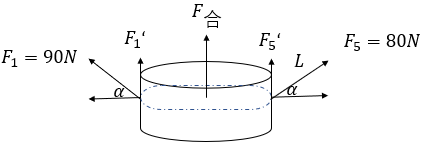 F合
F₁‘
F₅‘
F₁ = 90N
L
F₅ = 80N
α
α